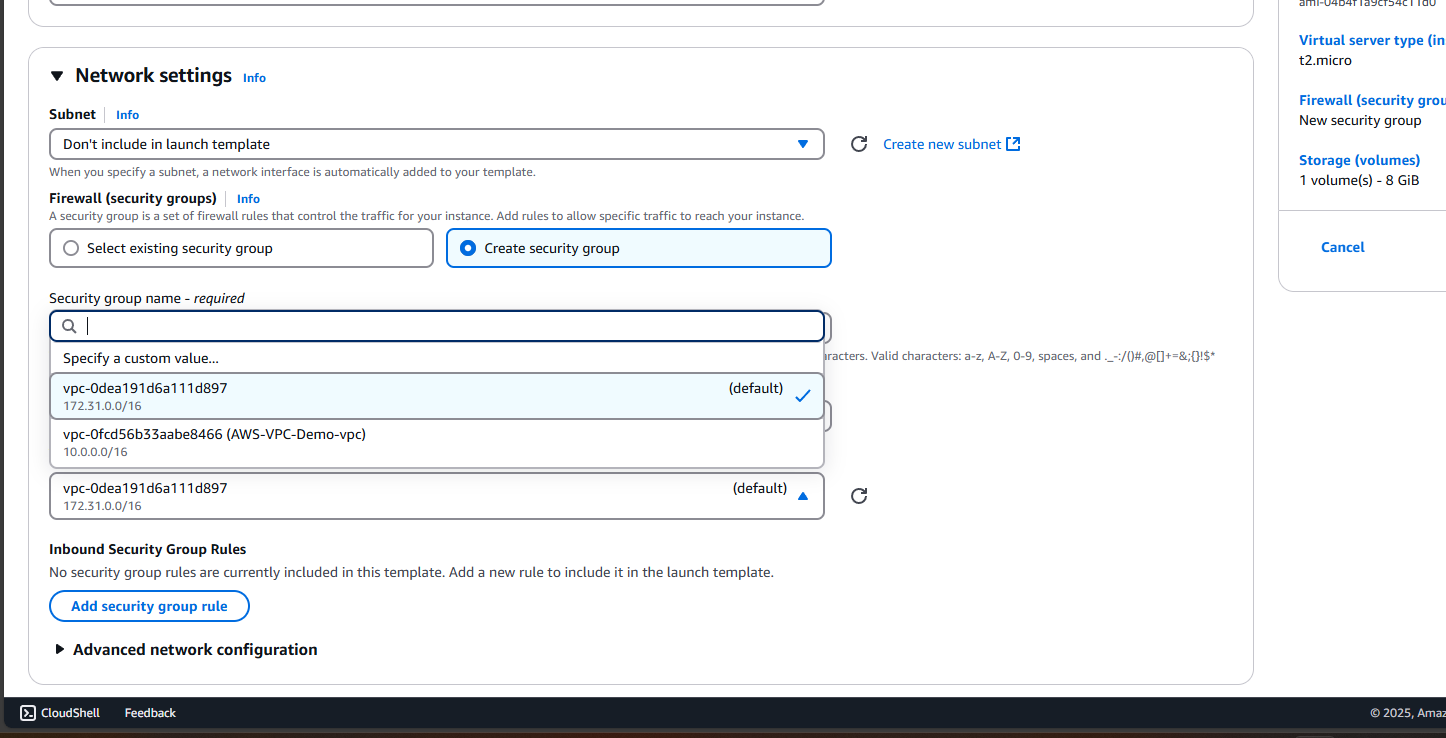 ami-04b4f1a9cf54c11d0
Virtual server type (in
t2.micro
Firewall (security grou
New security group
Storage (volumes)
1 volume(s) - 8 GiB
Cancel
Network settings Info
Subnet Info
Don't include in launch template
Create new subnet
When you specify a subnet, a network interface is automatically added to your template.
Firewall (security groups) Info
A security group is a set of firewall rules that control the traffic for your instance. Add rules to allow specific traffic to reach your instance.
Select existing security group
Create security group
Security group name - required
Specify a custom value...
aracters. Valid characters: a-z, A-Z, 0-9, spaces, and ._-:/()#,@[]+=&;{}!$*
vpc-0dea191d6a111d897 (default)
172.31.0.0/16
vpc-0fcd56b33aabe8466 (AWS-VPC-Demo-vpc)
10.0.0.0/16
vpc-0dea191d6a111d897 (default)
172.31.0.0/16
Inbound Security Group Rules
No security group rules are currently included in this template. Add a new rule to include it in the launch template.
Add security group rule
Advanced network configuration
CloudShell Feedback
© 2025, Amaz